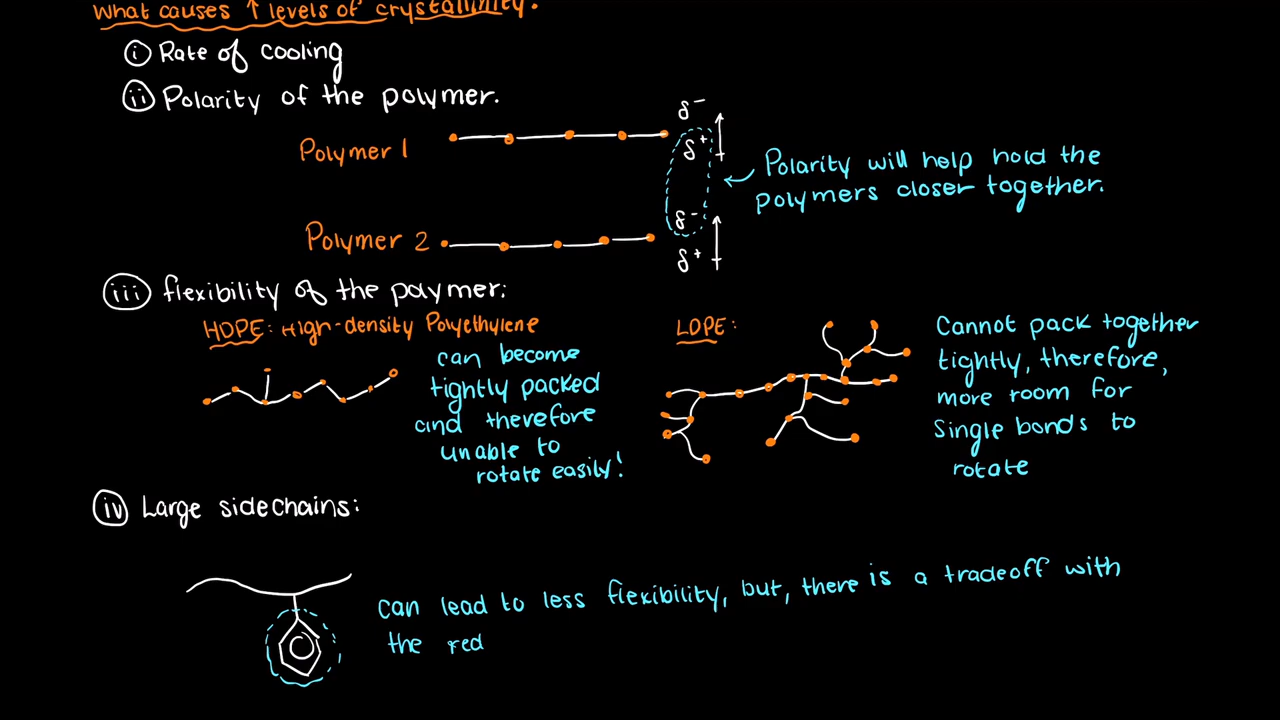 What causes ↑ levels of crystallinity.
i Rate of cooling
ii Polarity of the polymer.
Polymer 1
δ⁻
δ⁺
Polarity will help hold the
polymers closer together.
Polymer 2
δ⁻
δ⁺
iii flexibility of the polymer:
HDPE: High-density Polyethylene
can become
tightly packed
and therefore
unable to
rotate easily!
LDPE:
Cannot pack together
tightly, therefore,
more room for
single bonds to
rotate
iv Large sidechains:
can lead to less flexibility, but, there is a tradeoff with
the red